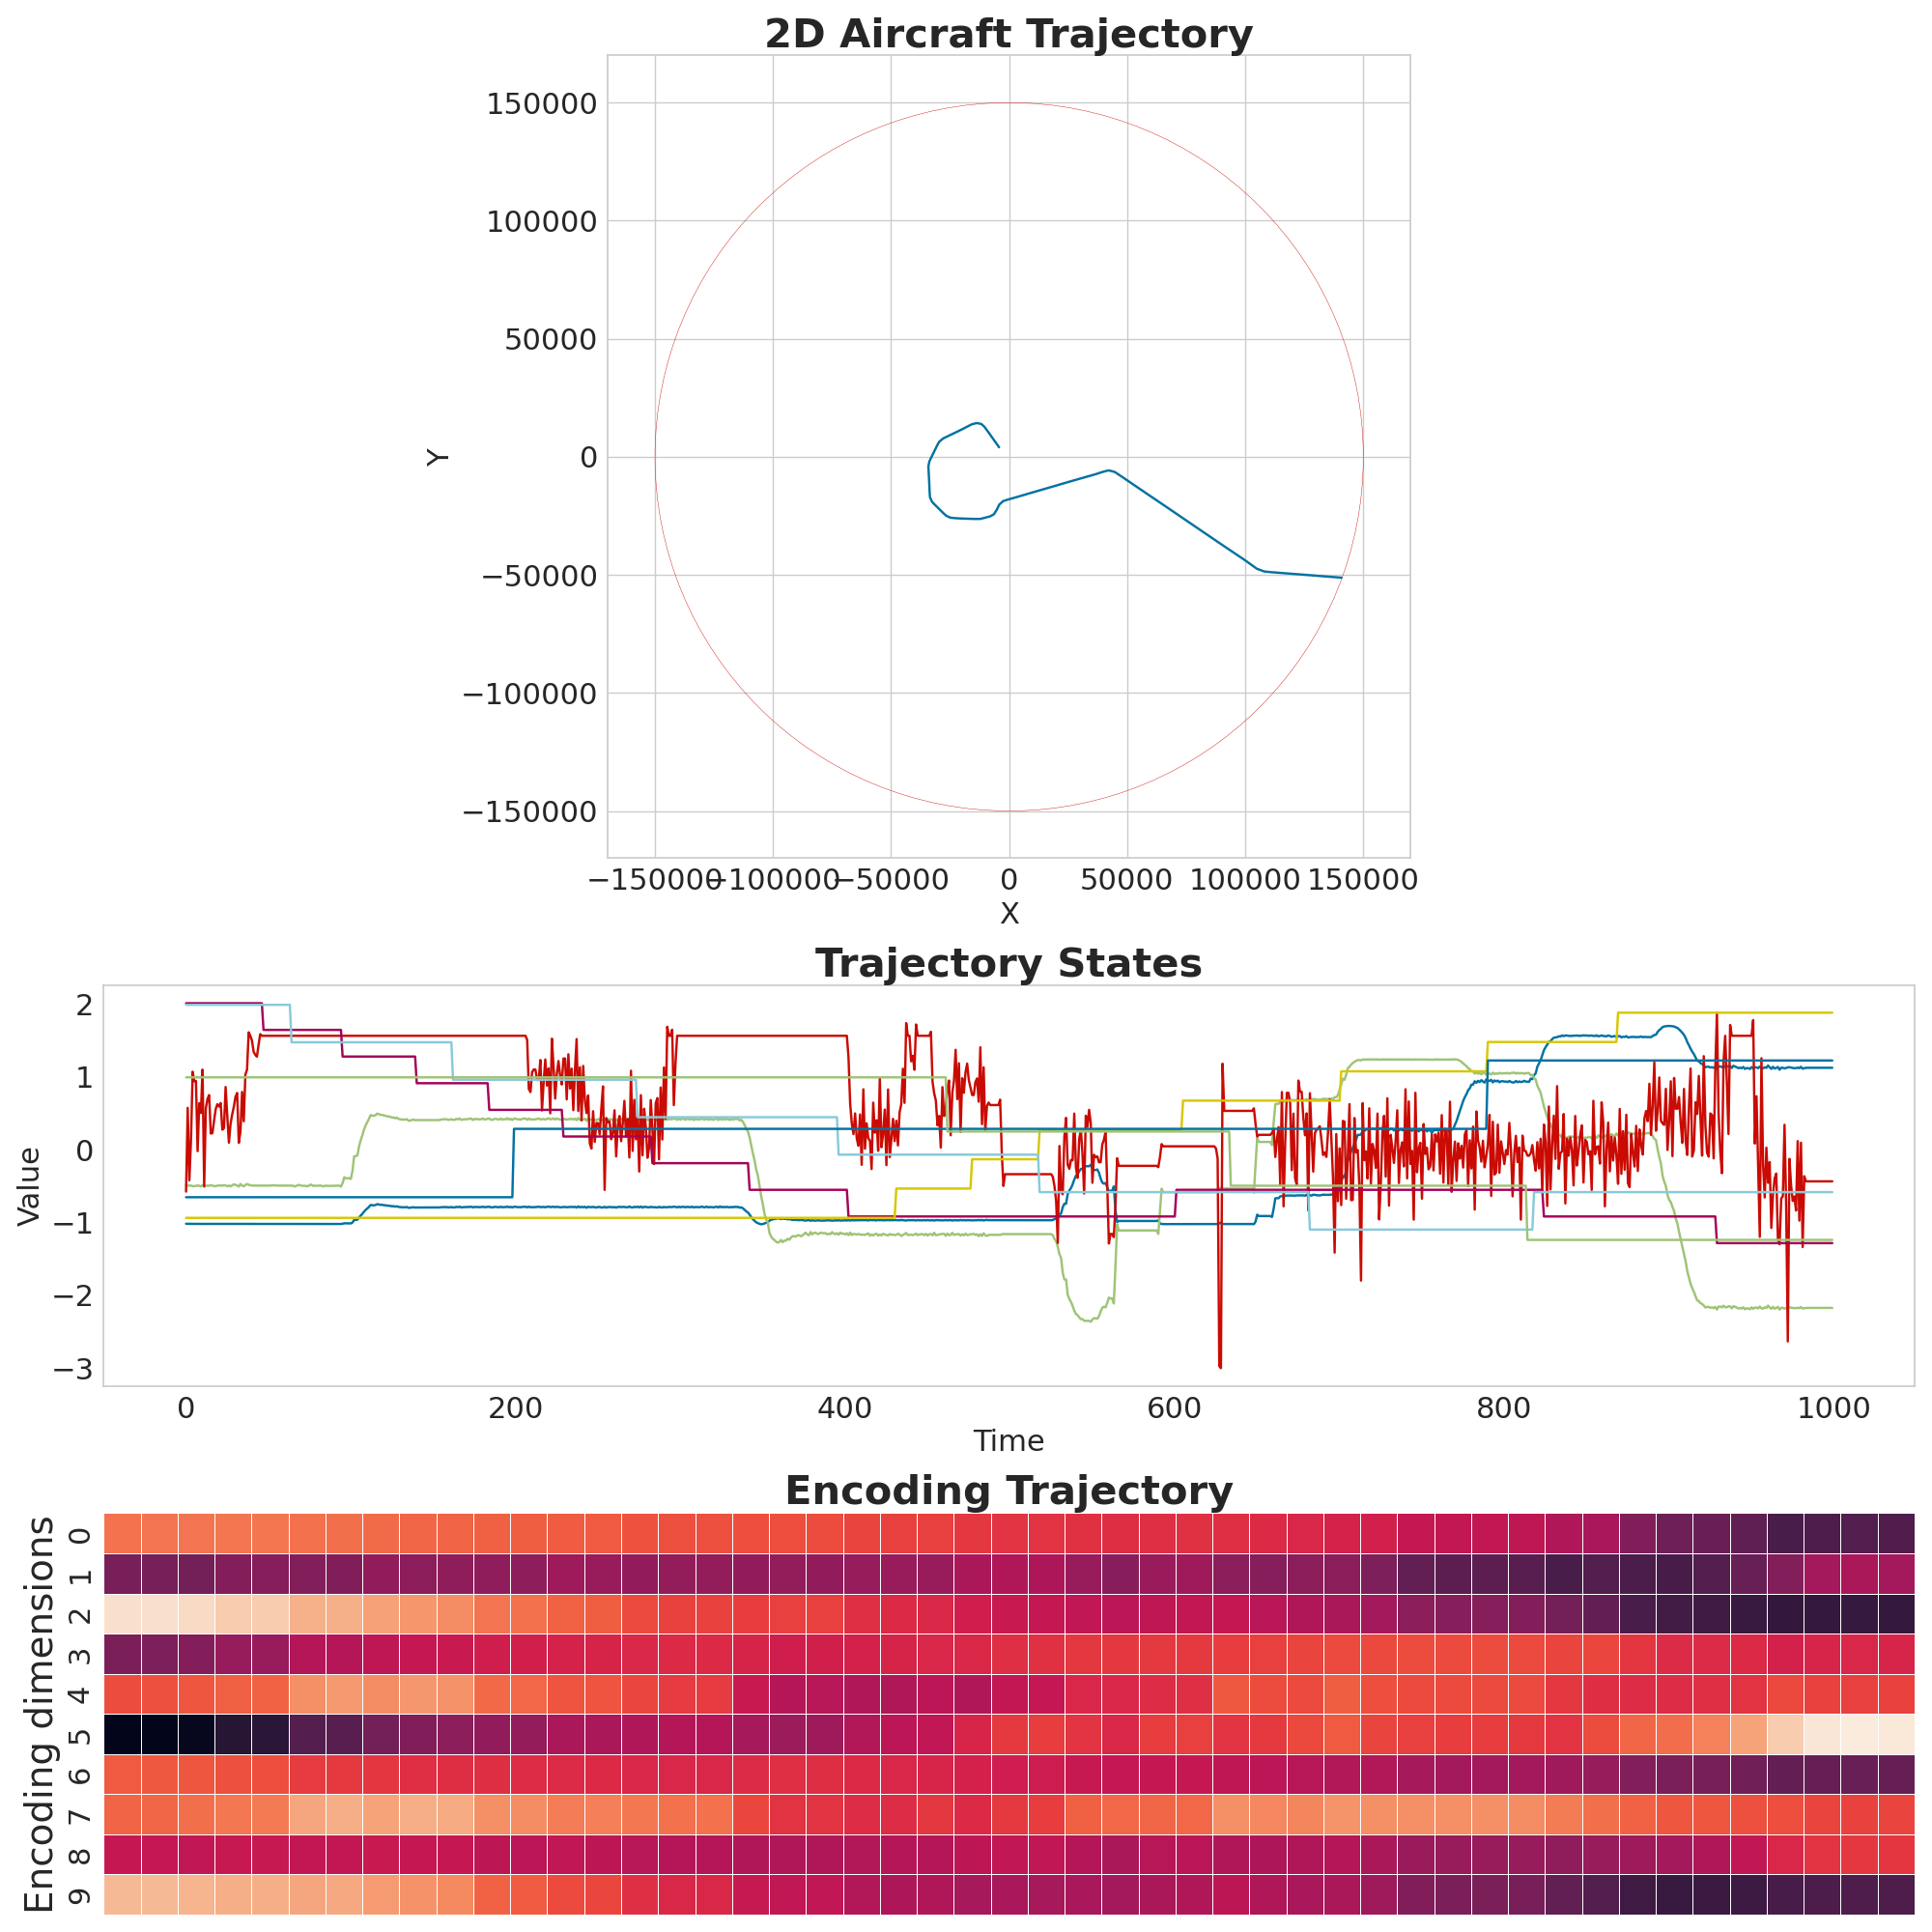 2D Aircraft Trajectory
150000
100000
50000
0
−50000
−100000
−150000
Y
−150000 −100000 −50000 0 50000 100000 150000
X
Trajectory States
2
1
0
−1
−2
−3
Value
0 200 400 600 800 1000
Time
Encoding Trajectory
0
1
2
3
4
5
6
7
8
9
Encoding dimensions